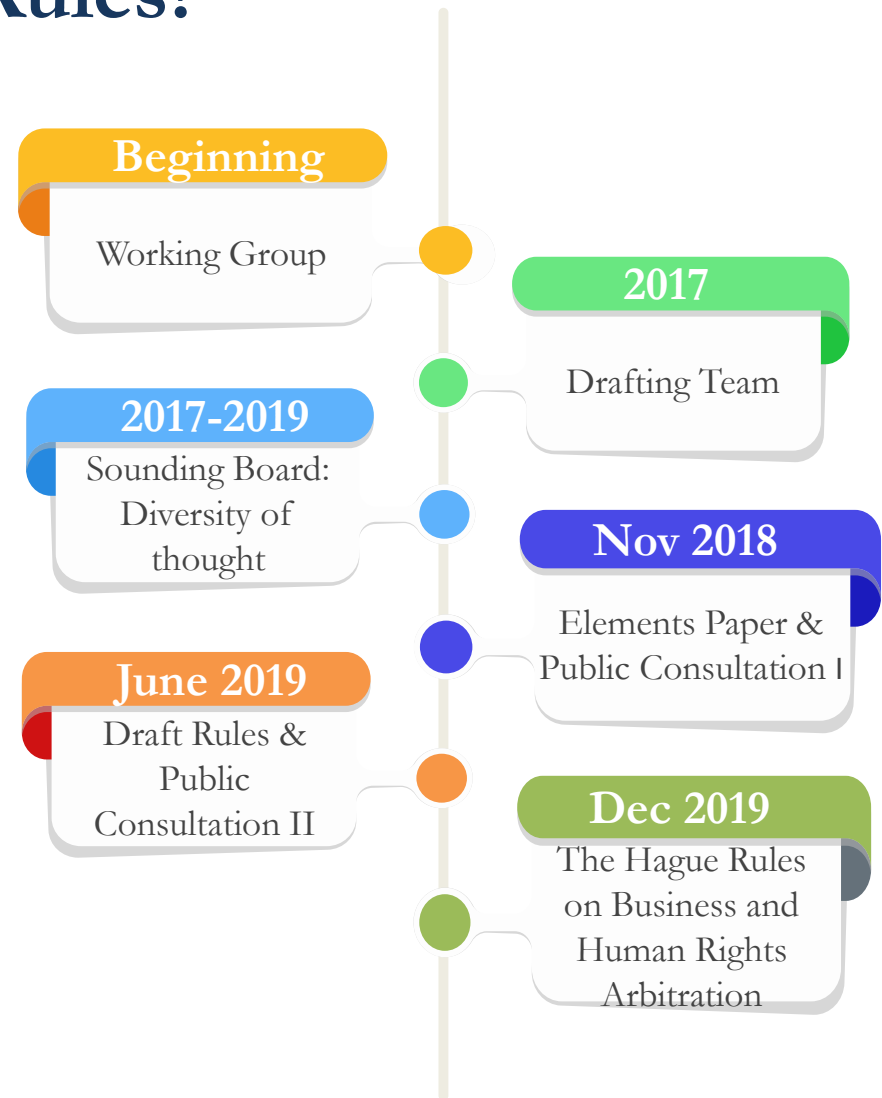 Rules?
Beginning
Working Group
2017
Drafting Team
2017-2019
Sounding Board:
Diversity of
thought
Nov 2018
Elements Paper &
Public Consultation I
June 2019
Draft Rules &
Public
Consultation II
Dec 2019
The Hague Rules
on Business and
Human Rights
Arbitration